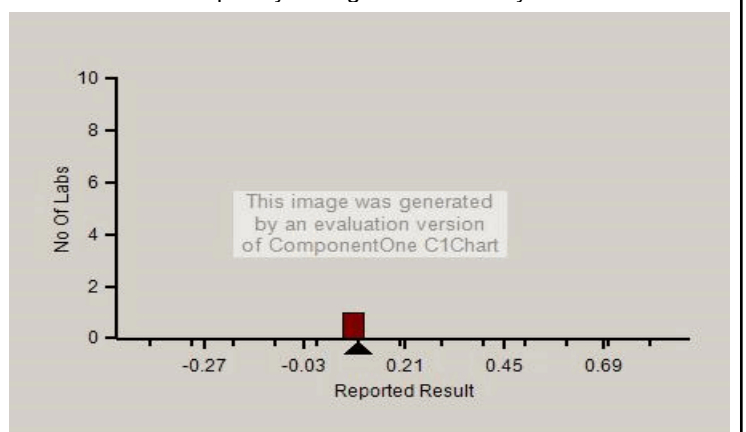 10
8
6
4
2
0
No Of Labs
This image was generated
by an evaluation version
of ComponentOne C1Chart
-0.27 -0.03 0.21 0.45 0.69
Reported Result